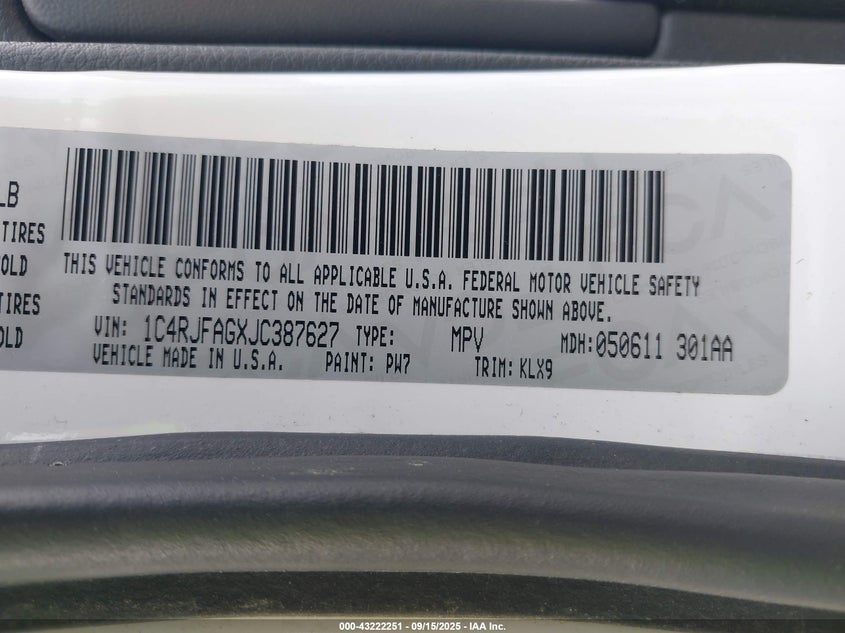 LB
TIRES
OLD
TIRES
OLD
THIS VEHICLE CONFORMS TO ALL APPLICABLE U.S.A. FEDERAL MOTOR VEHICLE SAFETY
STANDARDS IN EFFECT ON THE DATE OF MANUFACTURE SHOWN ABOVE.
VIN: 1C4RJFAGXJC387627 TYPE: MPV MDH:050611 301AA
VEHICLE MADE IN U.S.A. PAINT: PW7 TRIM: KLX9
000-43222251 - 09/15/2025 - IAA Inc.